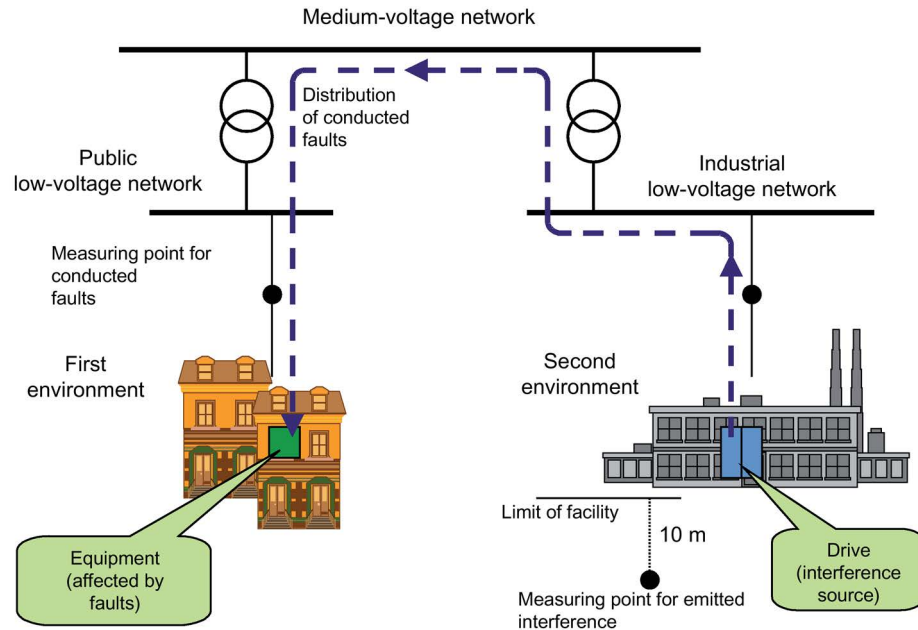 Medium-voltage network
Distribution
of conducted
faults
Public
low-voltage network
Industrial
low-voltage network
Measuring point for
conducted
faults
First
environment
Second
environment
Limit of facility
10 m
Equipment
(affected by
faults)
Drive
(interference
source)
Measuring point for emitted
interference